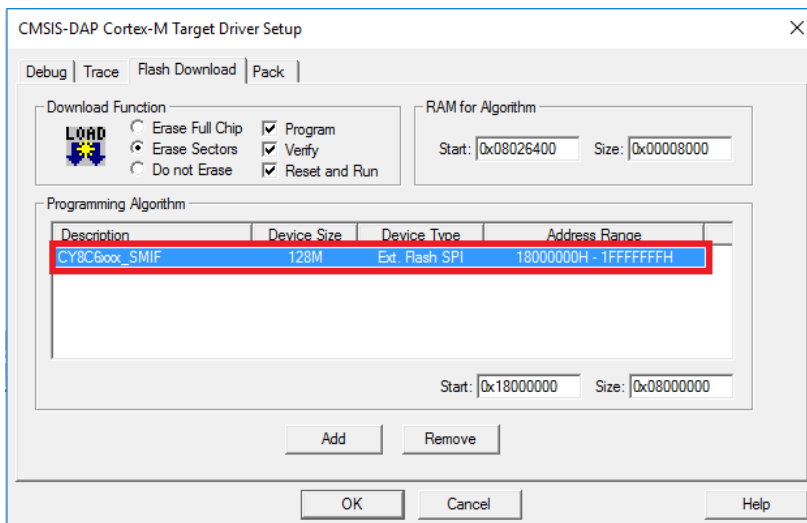 CMSIS-DAP Cortex-M Target Driver Setup
Debug Trace Flash Download Pack
Download Function
LOAD
Erase Full Chip
Erase Sectors
Do not Erase
Program
Verify
Reset and Run
RAM for Algorithm
Start: 0x08026400 Size: 0x00008000
Programming Algorithm
Description Device Size Device Type Address Range
CY8C6xxx_SMIF 128M Ext. Flash SPI 18000000H - 1FFFFFFFH
Start: 0x18000000 Size: 0x08000000
Add Remove
OK Cancel Help